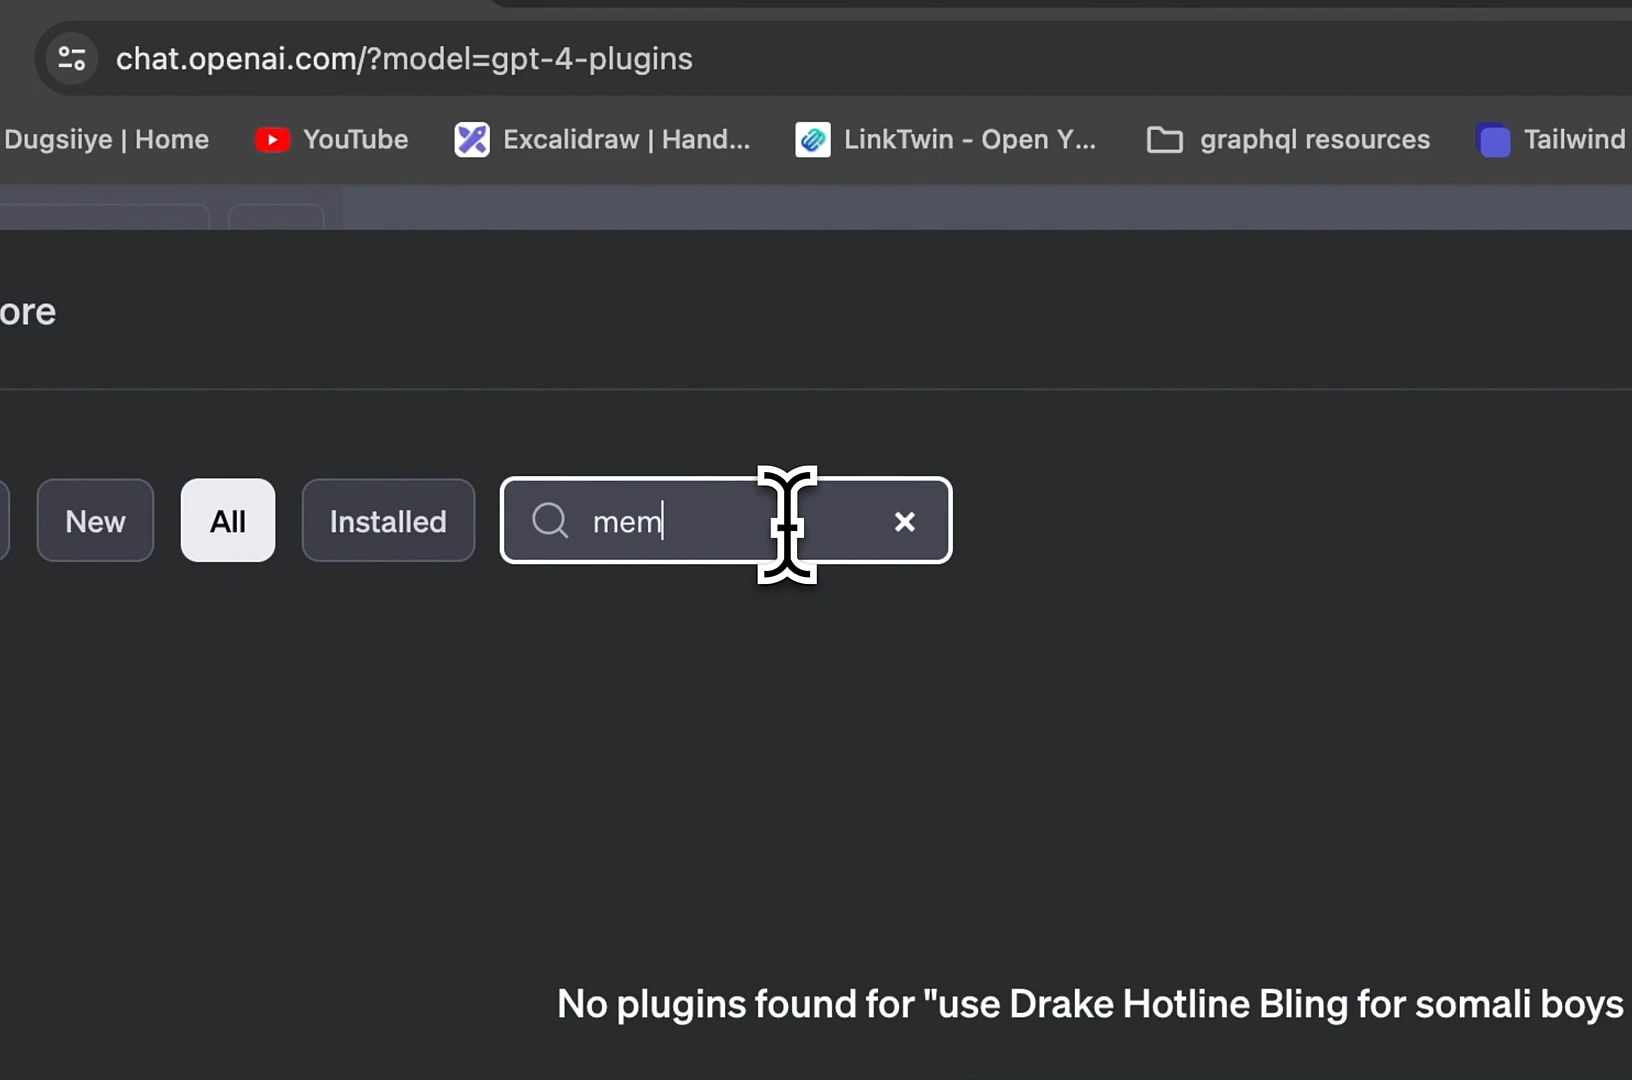 chat.openai.com/?model=gpt-4-plugins
Dugsiiye | Home YouTube Excalidraw | Hand... LinkTwin - Open Y... graphql resources Tailwind
ore
New All Installed mem
No plugins found for "use Drake Hotline Bling for somali boys